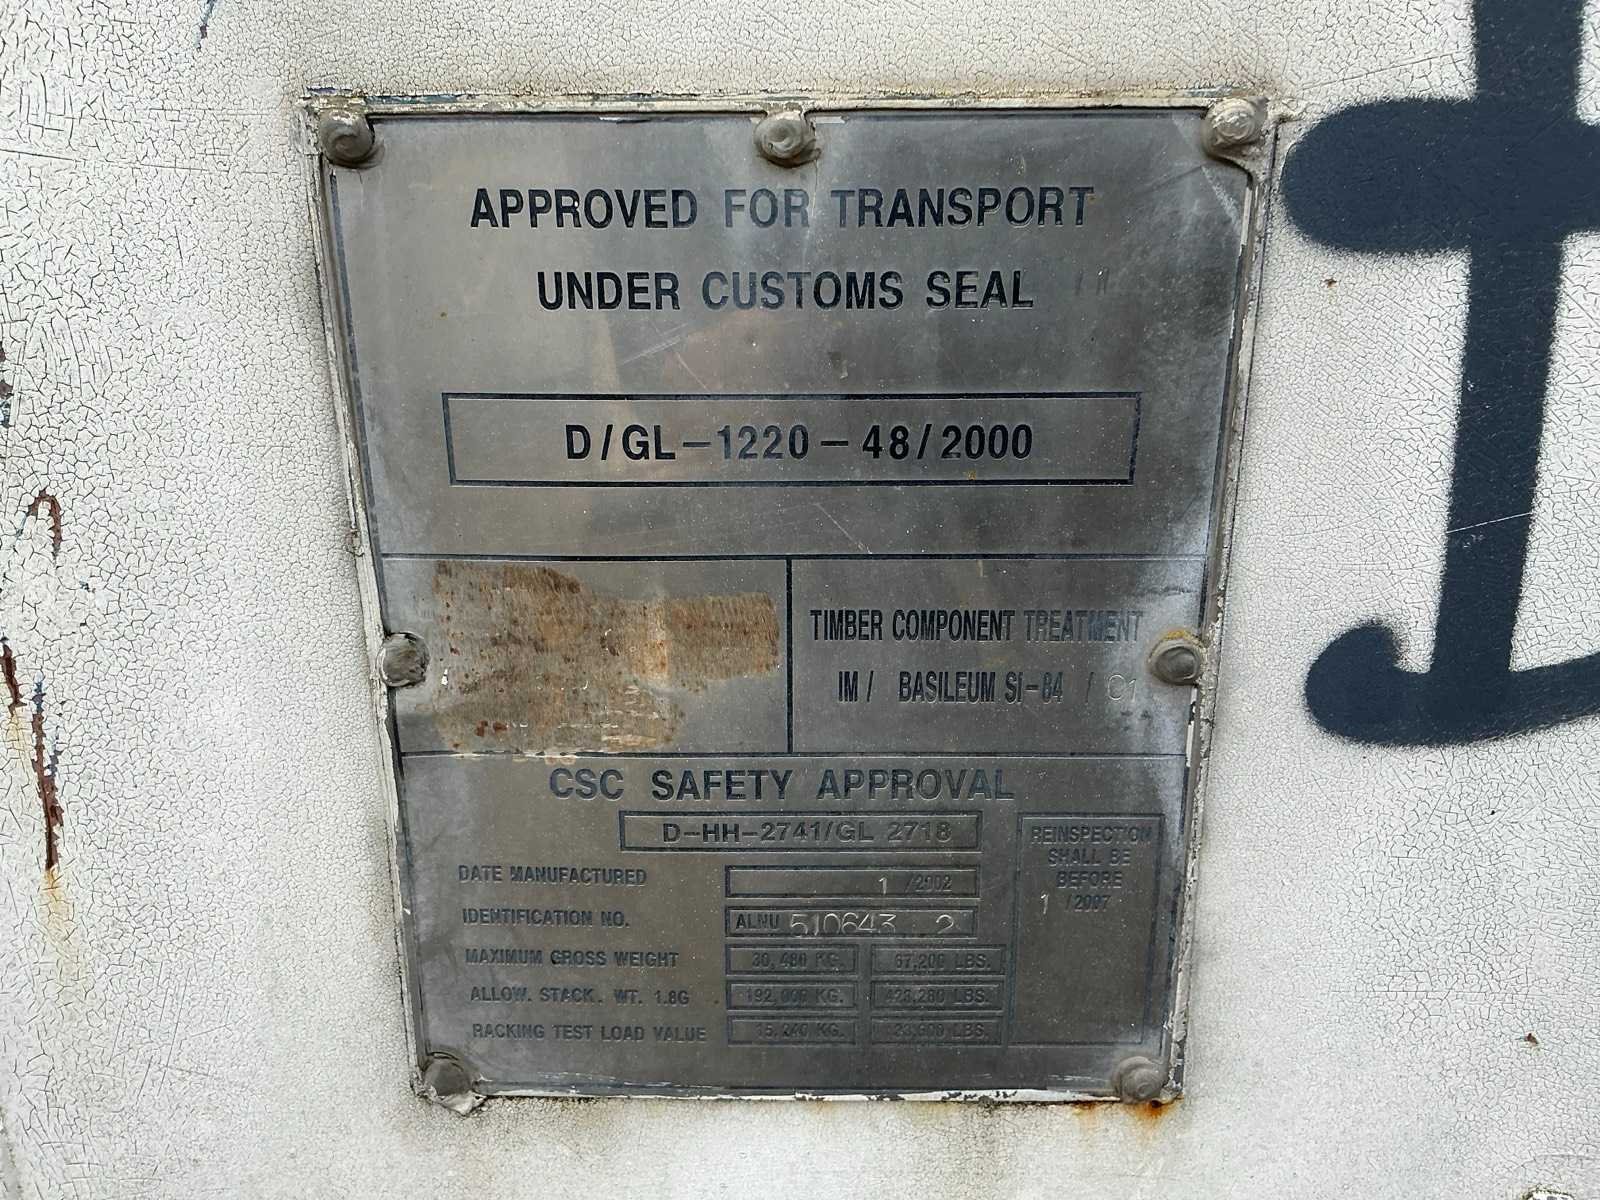 APPROVED FOR TRANSPORT
UNDER CUSTOMS SEAL
D/GL-1220-48/2000
TIMBER COMPONENT TREATMENT
IM / BASILEUM SI-84 / 01
CSC SAFETY APPROVAL
D-HH-2741/GL 2718
REINSPECTION
SHALL BE
BEFORE
1 /2007
DATE MANUFACTURED 1 /2002
IDENTIFICATION NO. ALNU 510643 2
MAXIMUM GROSS WEIGHT 30,480 KG. 67,200 LBS.
ALLOW. STACK. WT. 1.8G 192,000 KG. 423,280 LBS.
RACKING TEST LOAD VALUE 15,240 KG. 33,600 LBS.